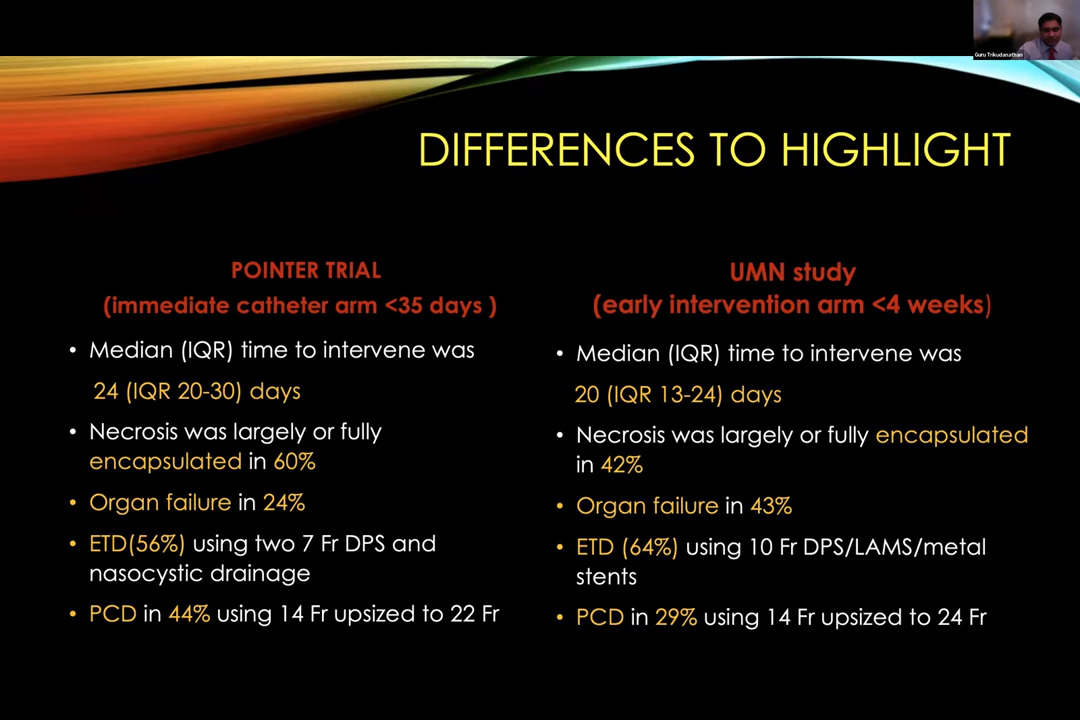 Guru Trikudanathan
DIFFERENCES TO HIGHLIGHT
POINTER TRIAL
(immediate catheter arm <35 days )
• Median (IQR) time to intervene was
24 (IQR 20-30) days
• Necrosis was largely or fully
encapsulated in 60%
• Organ failure in 24%
• ETD(56%) using two 7 Fr DPS and
nasocystic drainage
• PCD in 44% using 14 Fr upsized to 22 Fr
UMN study
(early intervention arm <4 weeks)
• Median (IQR) time to intervene was
20 (IQR 13-24) days
• Necrosis was largely or fully encapsulated
in 42%
• Organ failure in 43%
• ETD (64%) using 10 Fr DPS/LAMS/metal
stents
• PCD in 29% using 14 Fr upsized to 24 Fr